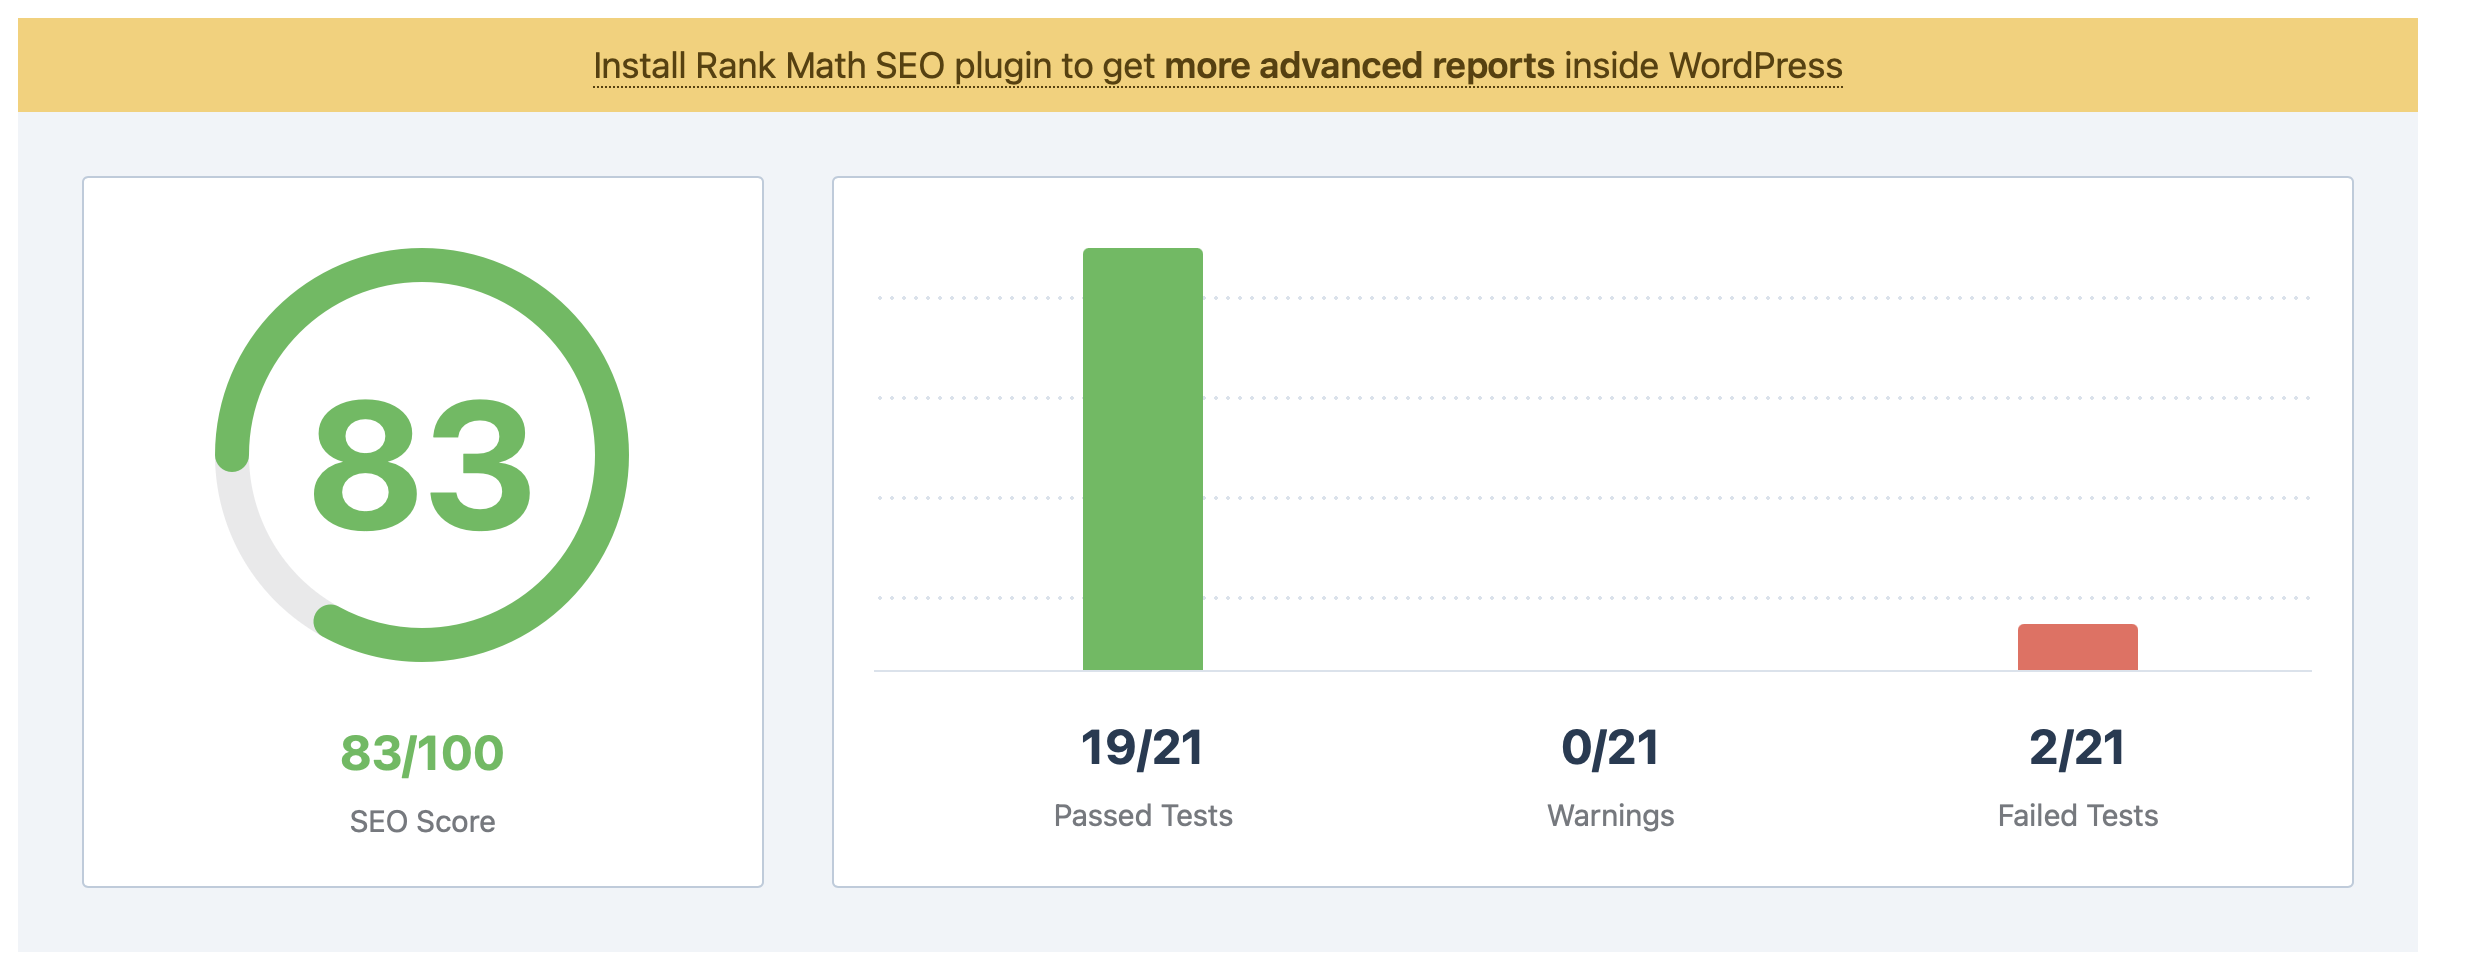 Install Rank Math SEO plugin to get more advanced reports inside WordPress
83
83/100
SEO Score
19/21
Passed Tests
0/21
Warnings
2/21
Failed Tests